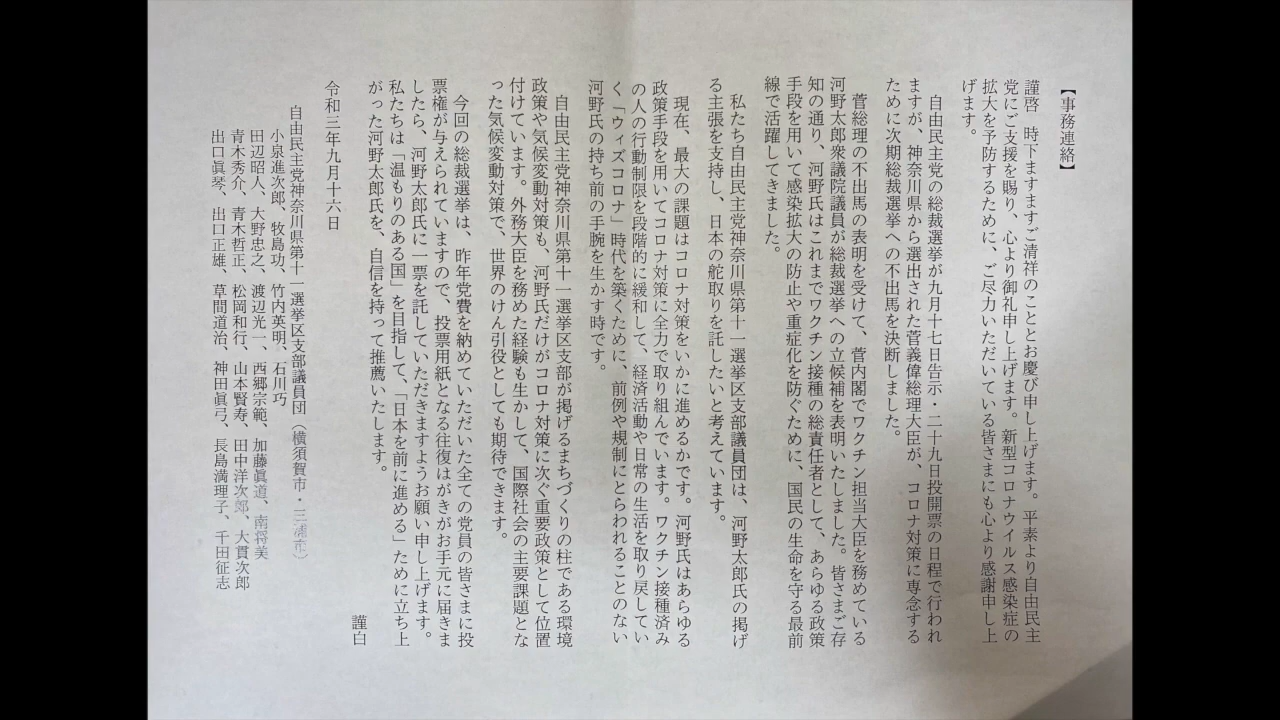 【事務連絡】
謹啓　時下ますますご清祥のこととお慶び申し上げます。平素より自由民主
党にご支援を賜り、心より御礼申し上げます。新型コロナウイルス感染症の
拡大を予防するために、ご尽力いただいている皆さまにも心より感謝申し上
げます。
自由民主党の総裁選挙が九月十七日告示・二十九日投開票の日程で行われ
ますが、神奈川県から選出された菅義偉総理大臣が、コロナ対策に専念する
ために次期総裁選挙への不出馬を決断しました。
菅総理の不出馬の表明を受けて、菅内閣でワクチン担当大臣を務めている
河野太郎衆議院議員が総裁選挙への立候補を表明いたしました。皆さまご存
知の通り、河野氏はこれまでワクチン接種の総責任者として、あらゆる政策
手段を用いて感染拡大の防止や重症化を防ぐために、国民の生命を守る最前
線で活躍してきました。
私たち自由民主党神奈川県第十一選挙区支部議員団は、河野太郎氏の掲げ
る主張を支持し、日本の舵取りを託したいと考えています。
現在、最大の課題はコロナ対策をいかに進めるかです。河野氏はあらゆる
政策手段を用いてコロナ対策に全力で取り組んでいます。ワクチン接種済み
の人の行動制限を段階的に緩和して、経済活動や日常の生活を取り戻してい
く「ウィズコロナ」時代を築くために、前例や規制にとらわれることのない
河野氏の持ち前の手腕を生かす時です。
自由民主党神奈川県第十一選挙区支部が掲げるまちづくりの柱である環境
政策や気候変動対策も、河野氏だけがコロナ対策に次ぐ重要政策として位置
付けています。外務大臣を務めた経験も生かして、国際社会の主要課題とな
った気候変動対策で、世界のけん引役としても期待できます。
今回の総裁選挙は、昨年党費を納めていただいた全ての党員の皆さまに投
票権が与えられていますので、投票用紙となる往復はがきがお手元に届きま
したら、河野太郎氏に一票を託していただきますようお願い申し上げます。
私たちは「温もりのある国」を目指して、「日本を前に進める」ために立ち上
がった河野太郎氏を、自信を持って推薦いたします。
謹白
令和三年九月十六日
自由民主党神奈川県第十一選挙区支部議員団（横須賀市・三浦市）
小泉進次郎、牧島功、竹内英明、石川巧
田辺昭人、大野忠之、渡辺光一、西郷宗範、加藤眞道、南将美
青木秀介、青木哲正、松岡和行、山本賢寿、田中洋次郎、大貫次郎
出口眞琴、出口正雄、草間道治、神田眞弓、長島満理子、千田征志